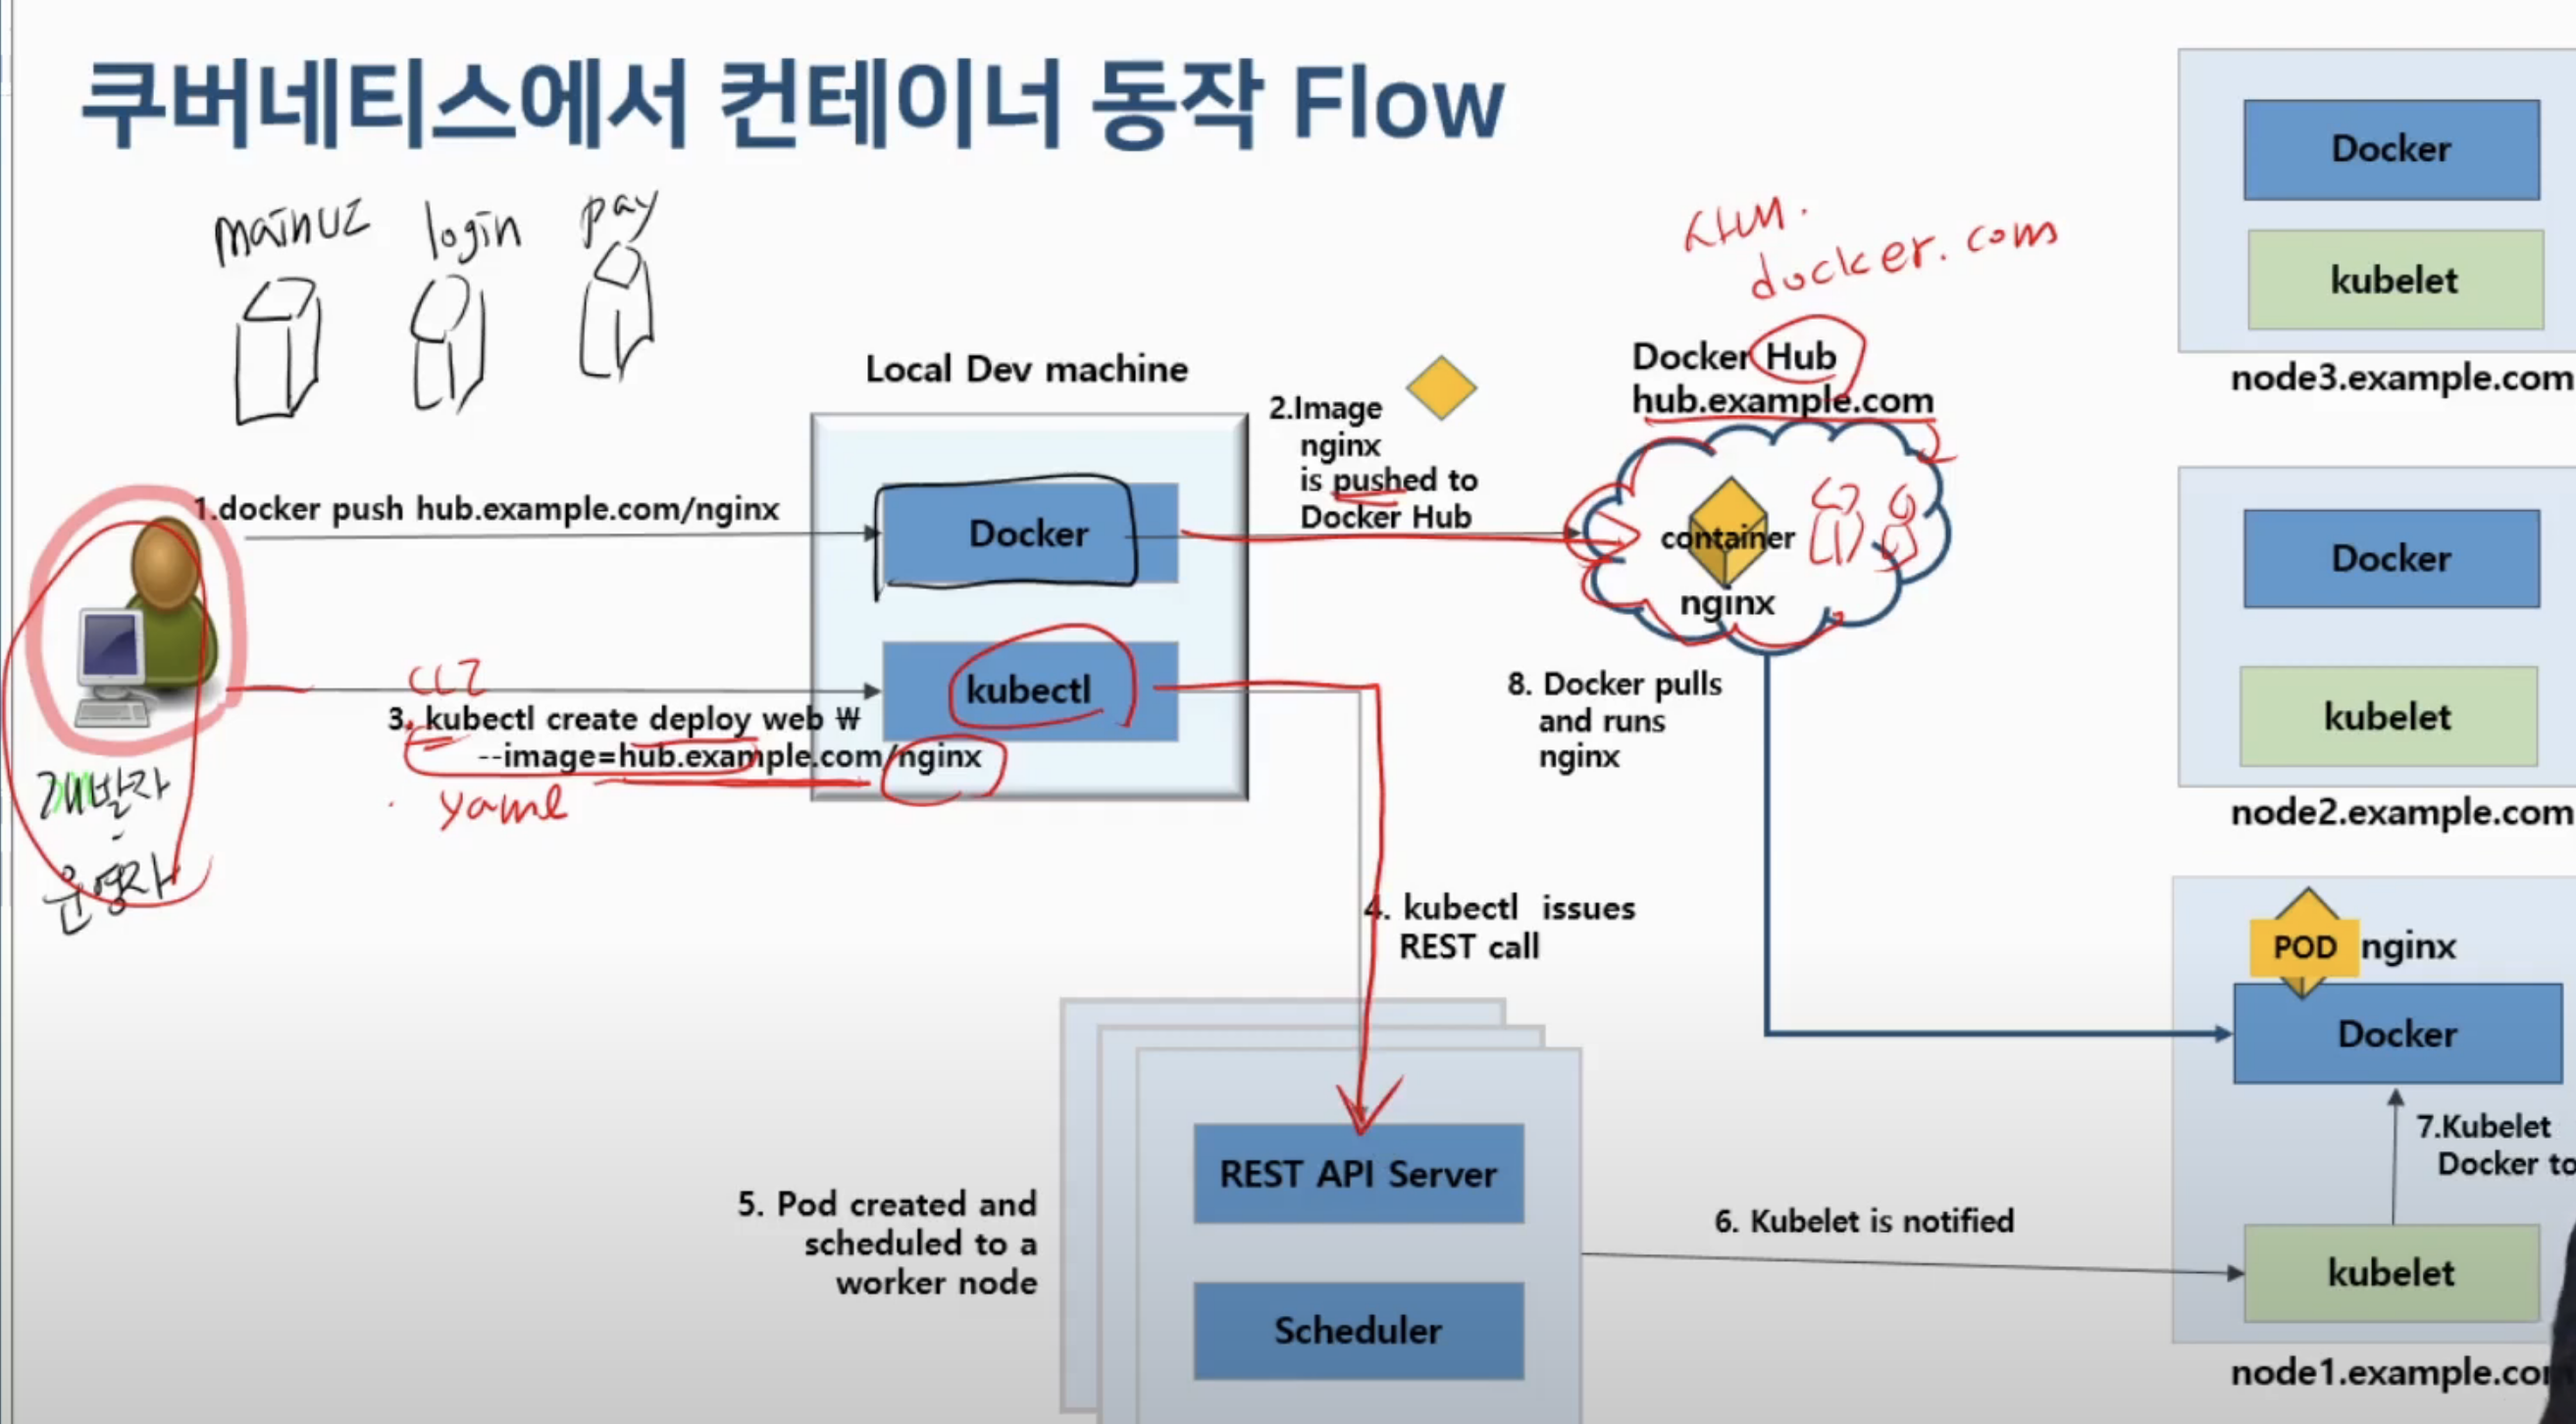 쿠버네티스에서 컨테이너 동작 Flow
mainUI
login
pay
docker.com
Local Dev machine
Docker
kubectl
1.docker push hub.example.com/nginx
2.Image
nginx
is pushed to
Docker Hub
Docker Hub
hub.example.com
container
nginx
CLI
3. kubectl create deploy web ₩
--image=hub.example.com/nginx
yaml
개발자
운영자
4. kubectl issues
REST call
5. Pod created and
scheduled to a
worker node
REST API Server
Scheduler
6. Kubelet is notified
7.Kubelet
Docker to
8. Docker pulls
and runs
nginx
Docker
kubelet
node3.example.com
Docker
kubelet
node2.example.com
POD nginx
Docker
kubelet
node1.example.com